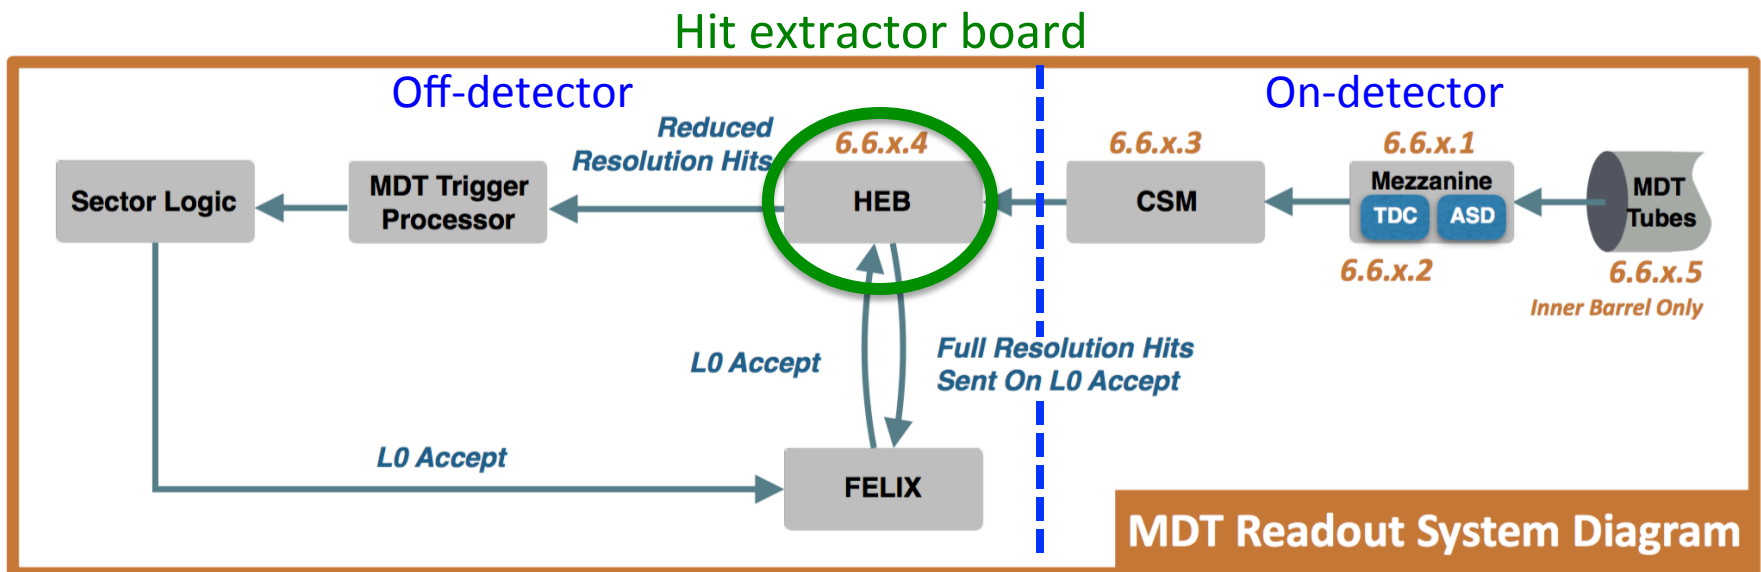 Hit extractor board
Off-detector
On-detector
Reduced
Resolution Hits
6.6.x.4
6.6.x.3
6.6.x.1
Sector Logic
MDT Trigger
Processor
HEB
CSM
Mezzanine
TDC
ASD
MDT
Tubes
6.6.x.2
6.6.x.5
Inner Barrel Only
L0 Accept
Full Resolution Hits
Sent On L0 Accept
L0 Accept
FELIX
MDT Readout System Diagram